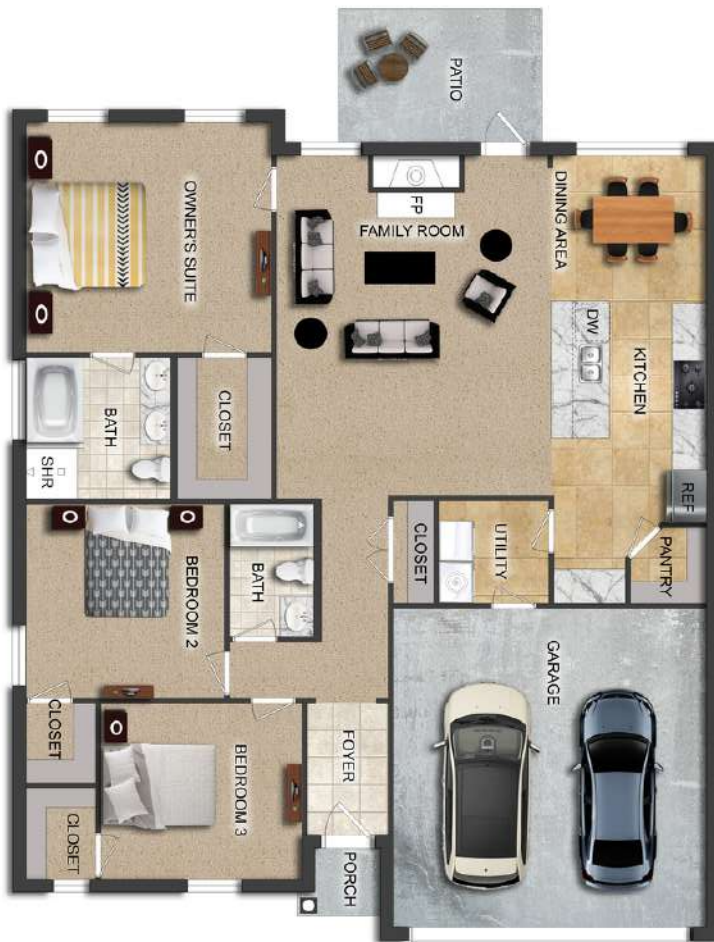 PATIO
OWNER'S SUITE
FP
FAMILY ROOM
DINING AREA
DW
KITCHEN
BATH
CLOSET
SHR
REF
BEDROOM 2
BATH
CLOSET
UTILITY
PANTRY
GARAGE
CLOSET
BEDROOM 3
FOYER
CLOSET
PORCH